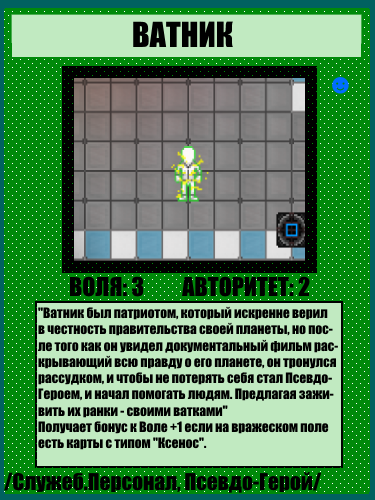 ВАТНИК
ВОЛЯ: 3 АВТОРИТЕТ: 2
"Ватник был патриотом, который искренне верил
в честность правительства своей планеты, но пос-
ле того как он увидел документальный фильм рас-
крывающий всю правду о его планете, он тронулся
рассудком, и чтобы не потерять себя стал Псевдо-
Героем, и начал помогать людям. Предлагая зажи-
вить их ранки - своими ватками"
Получает бонус к Воле +1 если на вражеском поле
есть карты с типом "Ксенос".
/Служеб.Персонал, Псевдо-Герой/